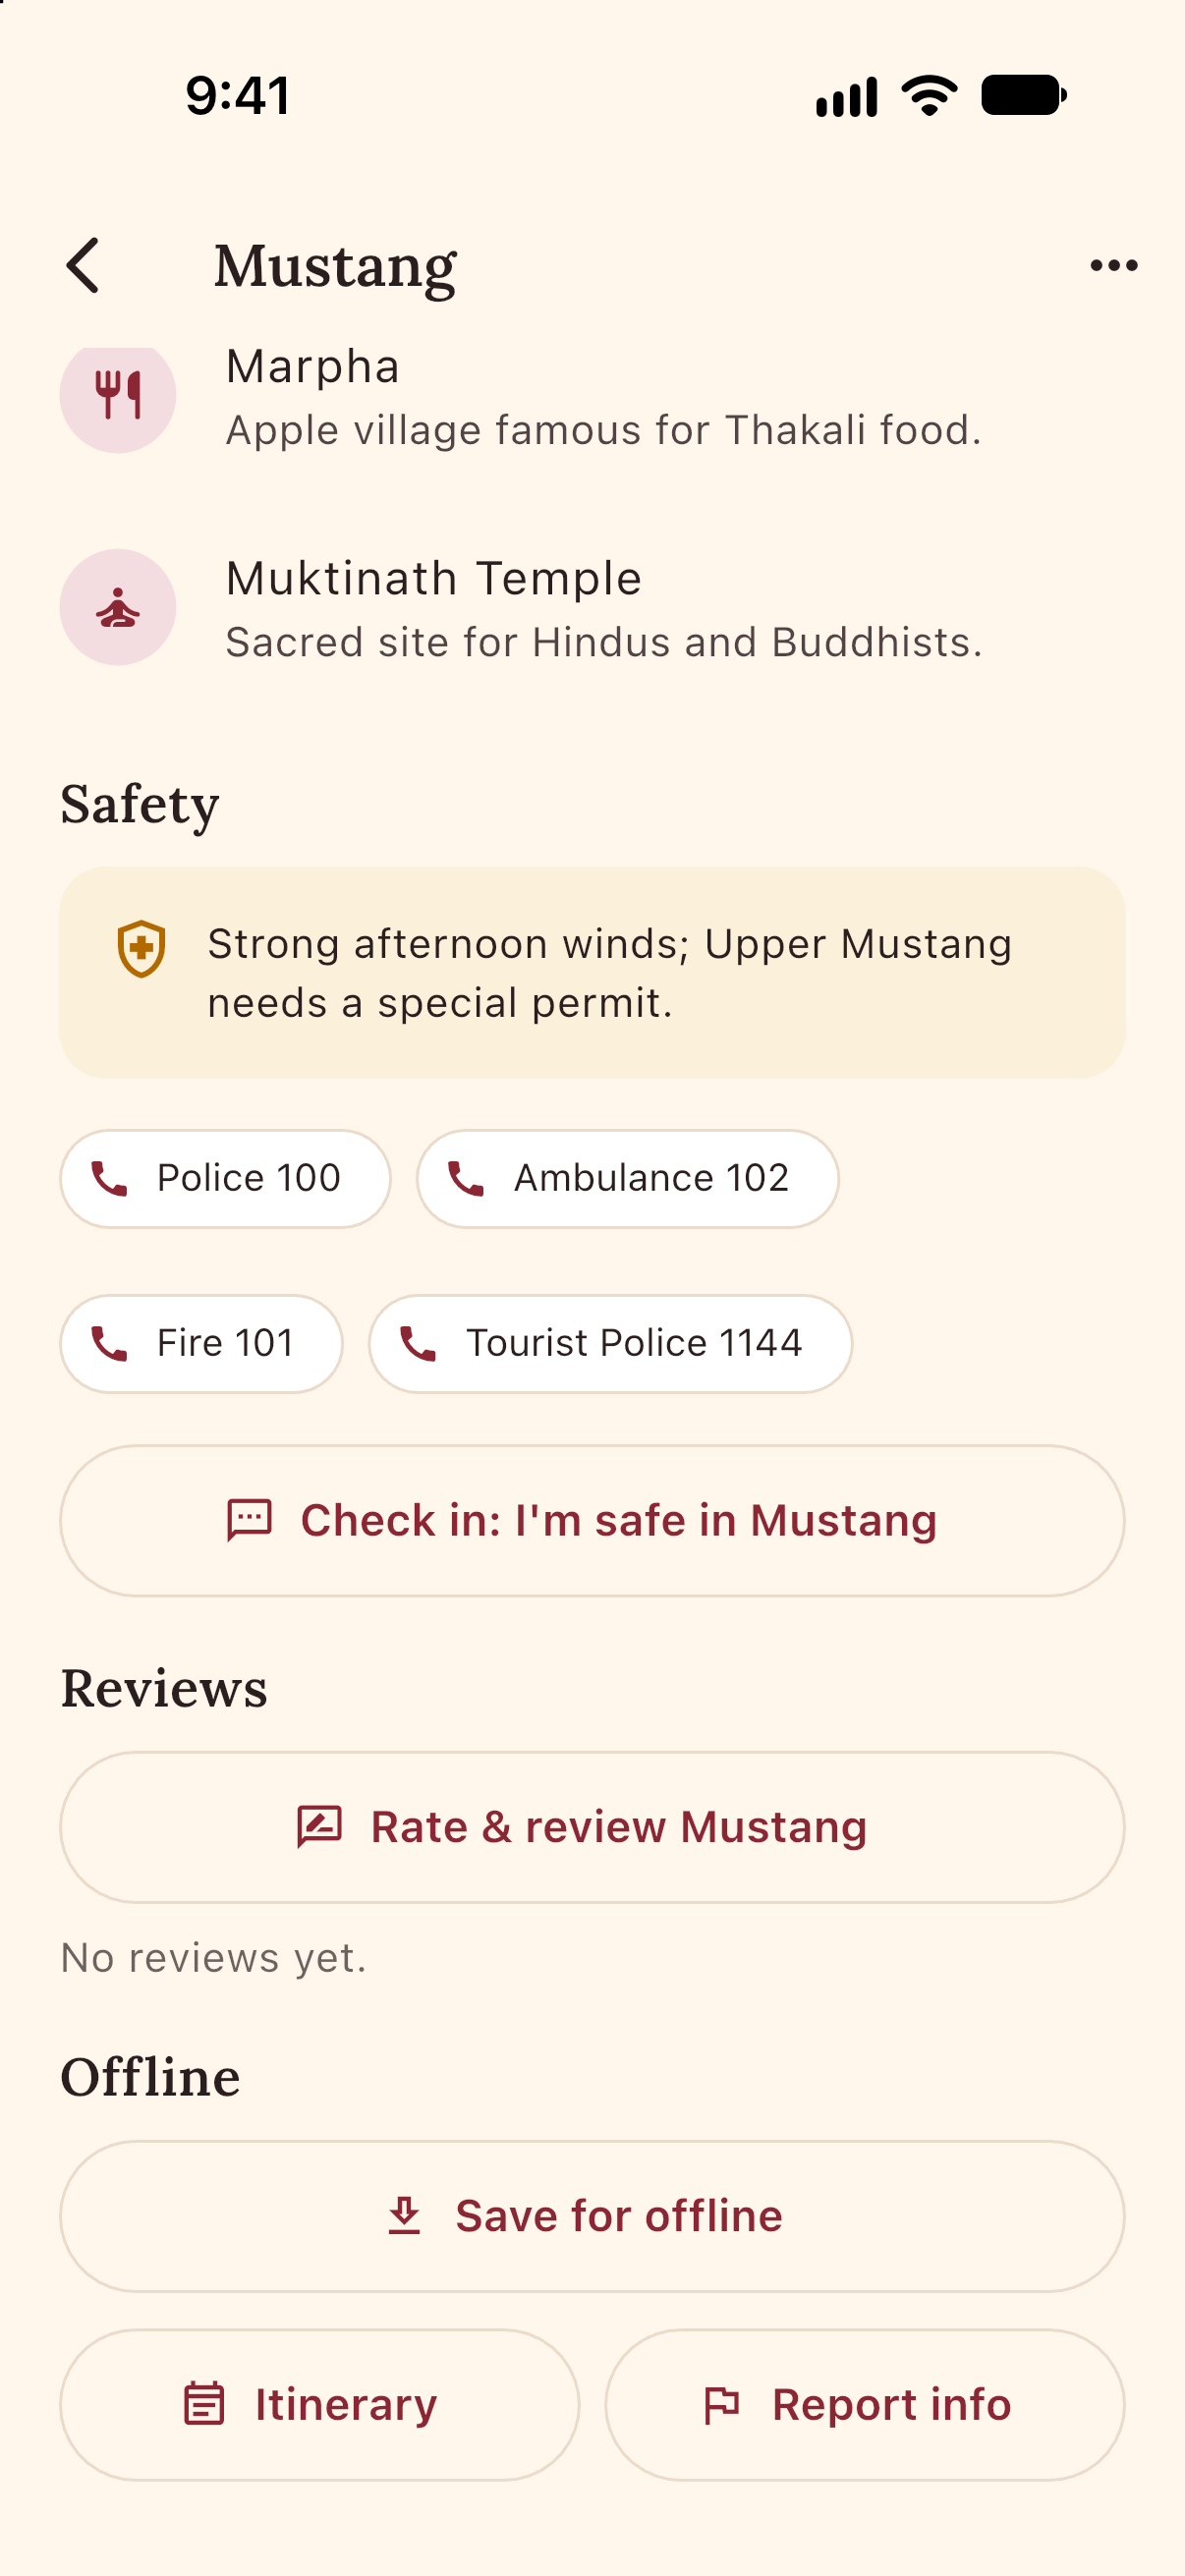 9:41
Mustang
Marpha
Apple village famous for Thakali food.
Muktinath Temple
Sacred site for Hindus and Buddhists.
Safety
Strong afternoon winds; Upper Mustang
needs a special permit.
Police 100
Ambulance 102
Fire 101
Tourist Police 1144
Check in: I'm safe in Mustang
Reviews
Rate & review Mustang
No reviews yet.
Offline
Save for offline
Itinerary
Report info